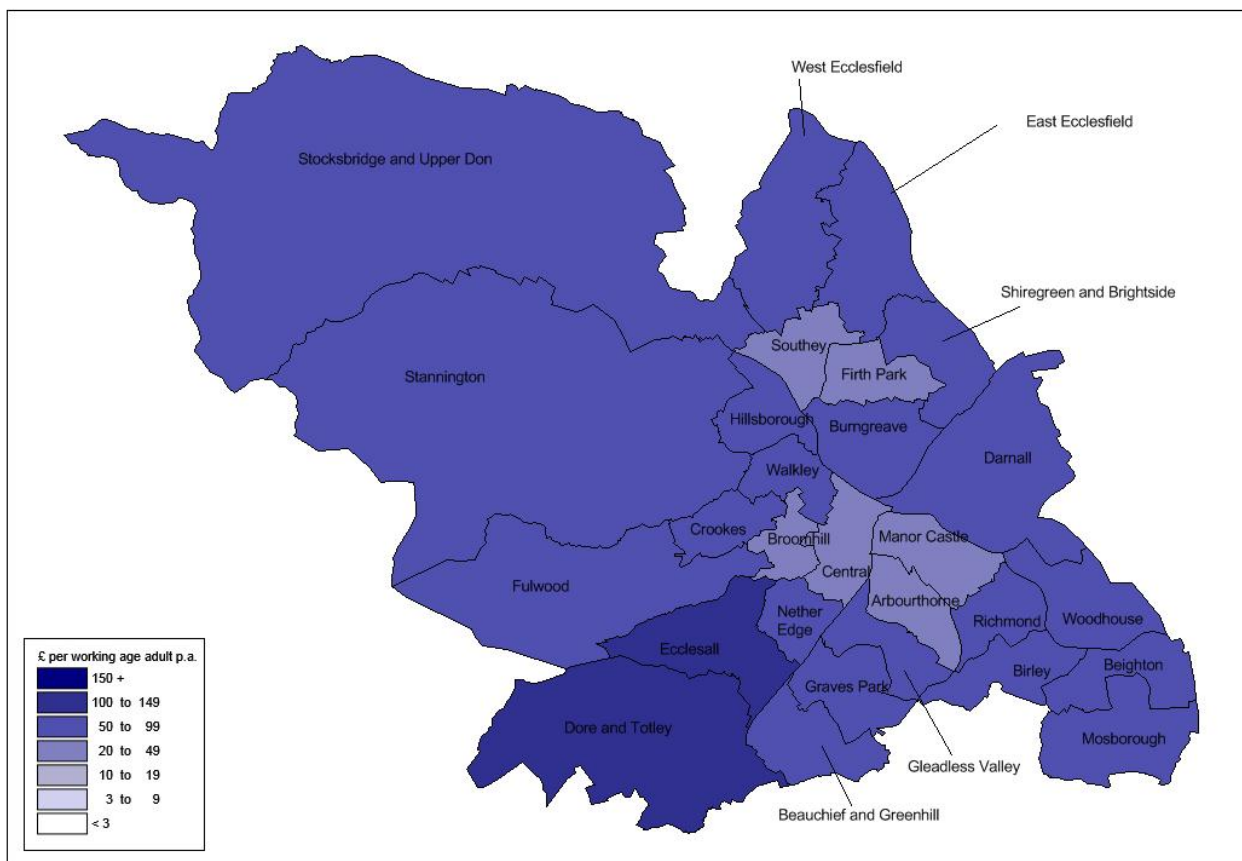 West Ecclesfield
East Ecclesfield
Stocksbridge and Upper Don
Shiregreen and Brightside
Southey
Firth Park
Stannington
Hillsborough
Burngreave
Darnall
Walkley
Crookes
Broomhill
Manor Castle
Central
Fulwood
Arbourthorne
Nether
Edge
Richmond
Woodhouse
Ecclesall
Birley
Beighton
Graves Park
Dore and Totley
Mosborough
Gleadless Valley
Beauchief and Greenhill
£ per working age adult p.a.
150 +
100 to 149
50 to 99
20 to 49
10 to 19
3 to 9
< 3